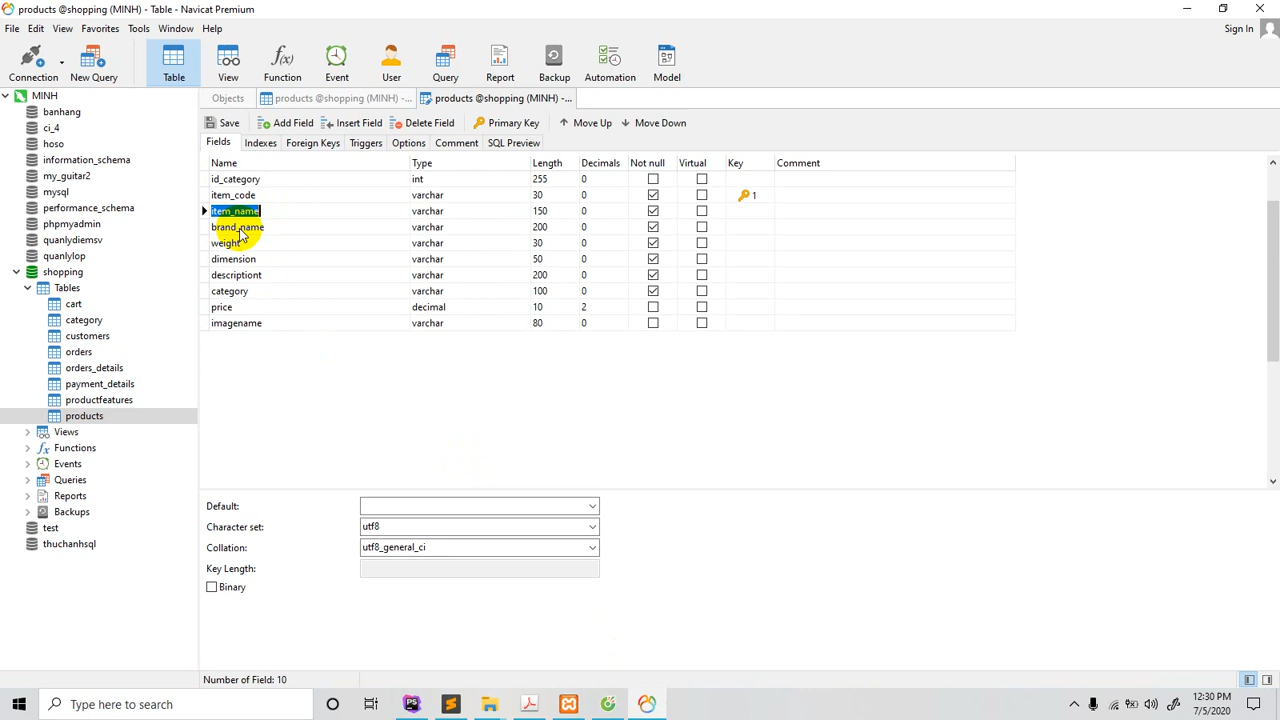 products @shopping (MINH) - Table - Navicat Premium
File Edit View Favorites Tools Window Help
Sign In
Connection New Query Table View Function Event User Query Report Backup Automation Model
MINH
banhang
ci_4
hoso
information_schema
my_guitar2
mysql
performance_schema
phpmyadmin
quanlydiemsv
quanlylop
shopping
Tables
cart
category
customers
orders
orders_details
payment_details
productfeatures
products
Views
Functions
Events
Queries
Reports
Backups
test
thuchanhsql
Objects products @shopping (MINH) -... products @shopping (MINH) -...
Save Add Field Insert Field Delete Field Primary Key Move Up Move Down
Fields Indexes Foreign Keys Triggers Options Comment SQL Preview
Name Type Length Decimals Not null Virtual Key Comment
id_category int 255 0
item_code varchar 30 0 1
item_name varchar 150 0
brand_name varchar 200 0
weight varchar 30 0
dimension varchar 50 0
descriptiont varchar 200 0
category varchar 100 0
price decimal 10 2
imagename varchar 80 0
Default:
Character set: utf8
Collation: utf8_general_ci
Key Length:
Binary
Number of Field: 10
Type here to search
12:30 PM
7/5/2020